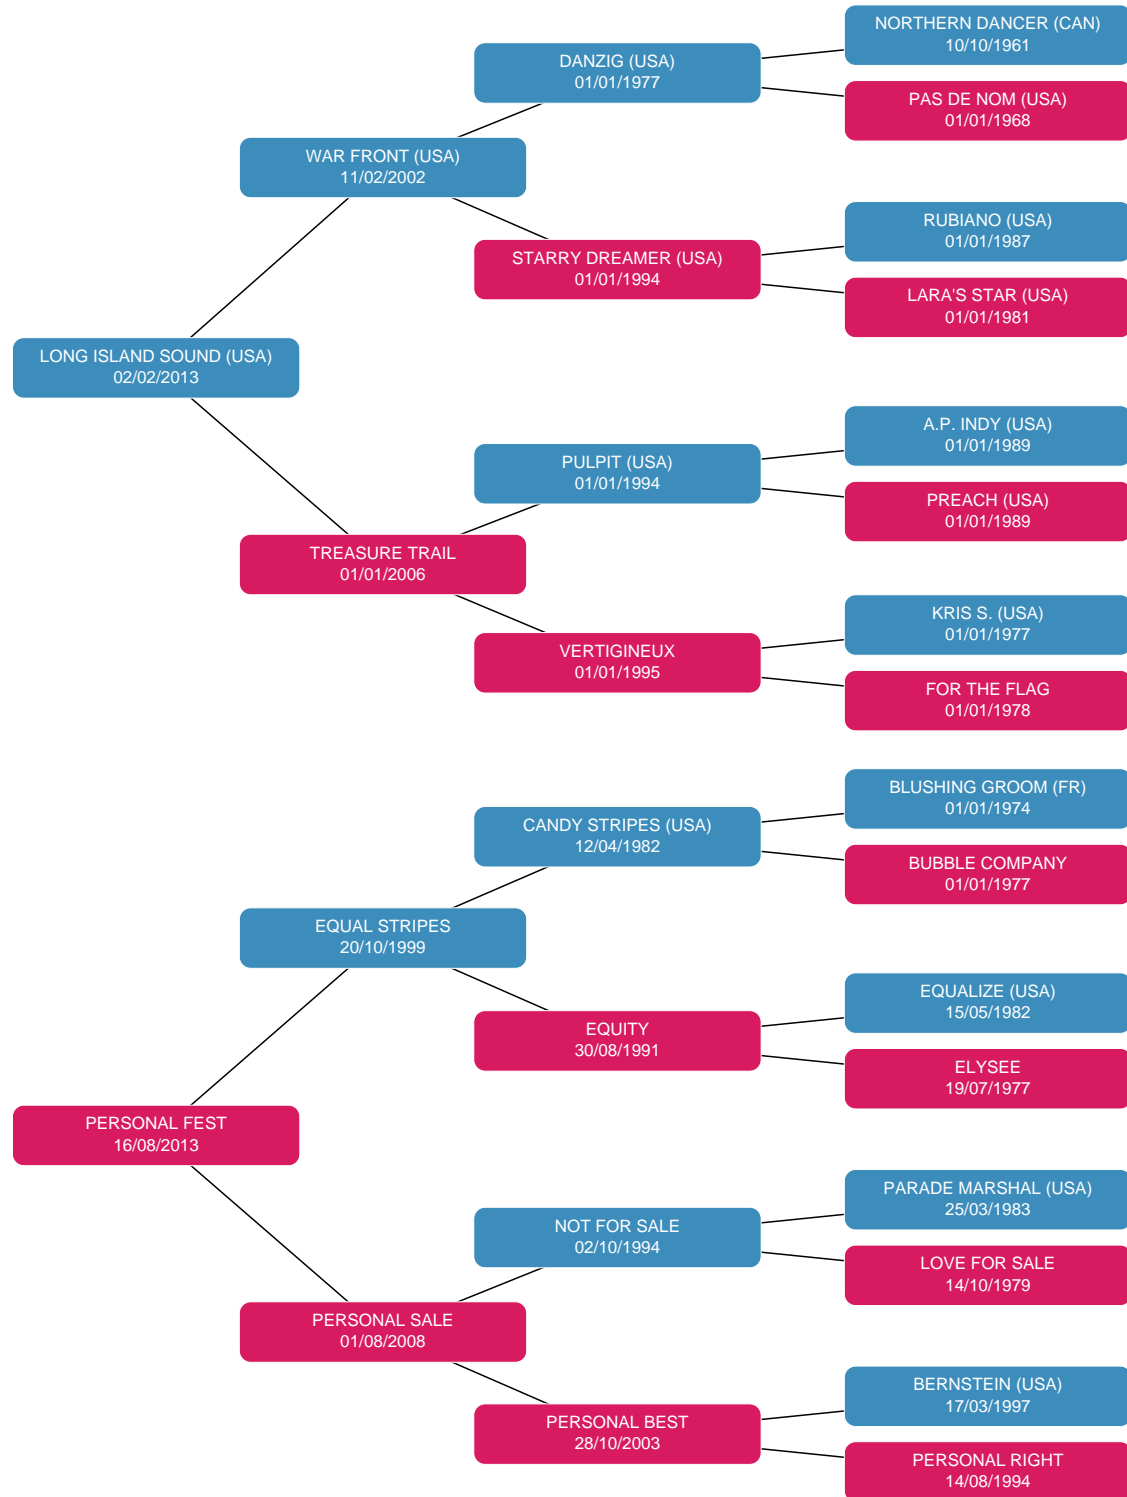 NORTHERN DANCER (CAN)
10/10/1961
DANZIG (USA)
01/01/1977
PAS DE NOM (USA)
01/01/1968
WAR FRONT (USA)
11/02/2002
RUBIANO (USA)
01/01/1987
STARRY DREAMER (USA)
01/01/1994
LARA'S STAR (USA)
01/01/1981
LONG ISLAND SOUND (USA)
02/02/2013
A.P. INDY (USA)
01/01/1989
PULPIT (USA)
01/01/1994
PREACH (USA)
01/01/1989
TREASURE TRAIL
01/01/2006
KRIS S. (USA)
01/01/1977
VERTIGINEUX
01/01/1995
FOR THE FLAG
01/01/1978
BLUSHING GROOM (FR)
01/01/1974
CANDY STRIPES (USA)
12/04/1982
BUBBLE COMPANY
01/01/1977
EQUAL STRIPES
20/10/1999
EQUALIZE (USA)
15/05/1982
EQUITY
30/08/1991
ELYSEE
19/07/1977
PERSONAL FEST
16/08/2013
PARADE MARSHAL (USA)
25/03/1983
NOT FOR SALE
02/10/1994
LOVE FOR SALE
14/10/1979
PERSONAL SALE
01/08/2008
BERNSTEIN (USA)
17/03/1997
PERSONAL BEST
28/10/2003
PERSONAL RIGHT
14/08/1994